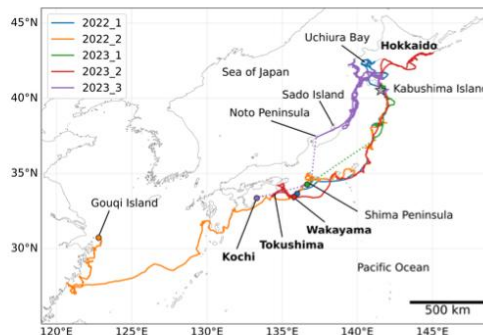 45°N
40°N
35°N
30°N
2022_1
2022_2
2023_1
2023_2
2023_3
Uchiura Bay
Hokkaido
Sea of Japan
Kabushima Island
Sado Island
Noto Peninsula
Gouqi Island
Shima Peninsula
Wakayama
Tokushima
Kochi
Pacific Ocean
500 km
120°E
125°E
130°E
135°E
140°E
145°E